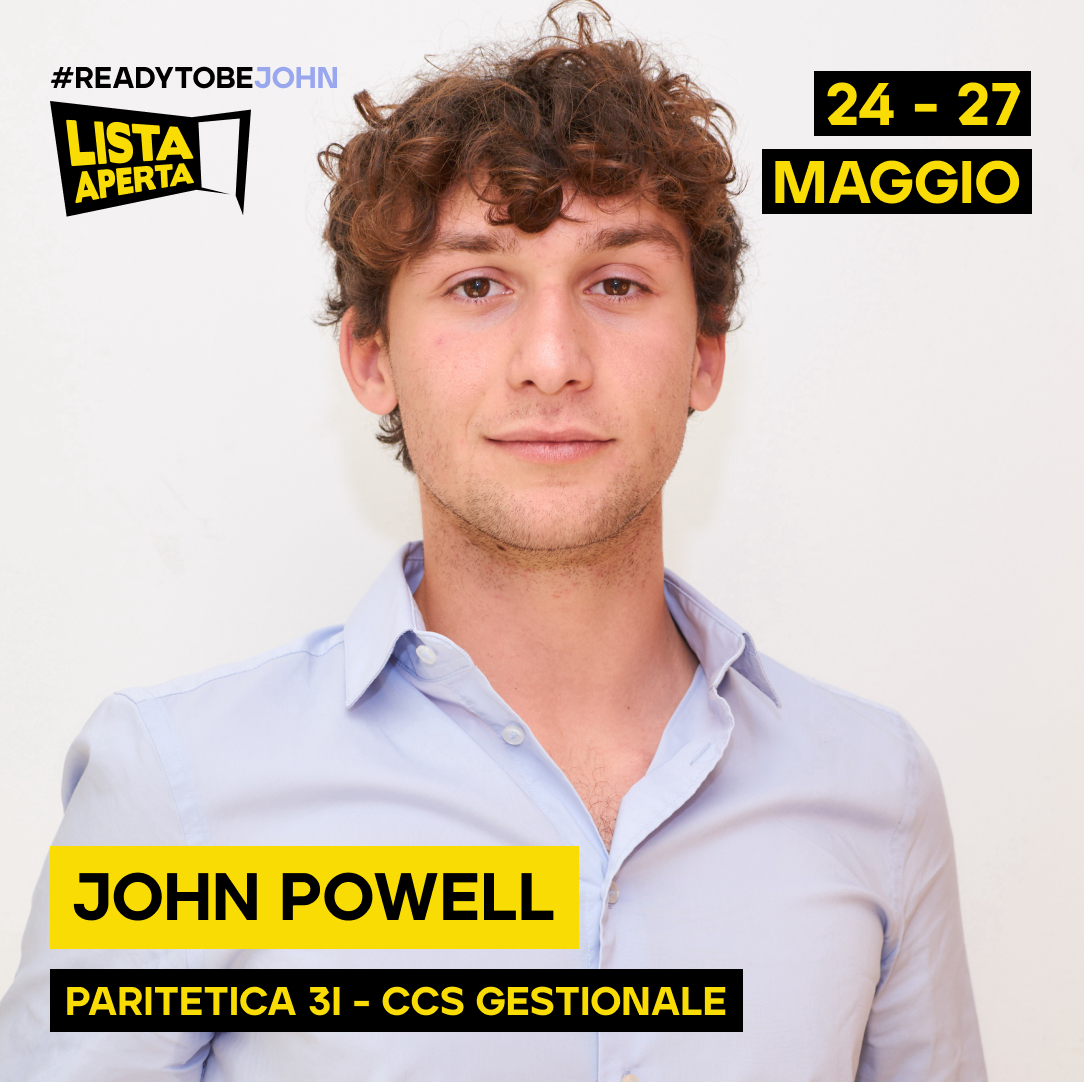 #READYTOBEJOHN
LISTA
APERTA
24 - 27
MAGGIO
JOHN POWELL
PARITETICA 3I - CCS GESTIONALE